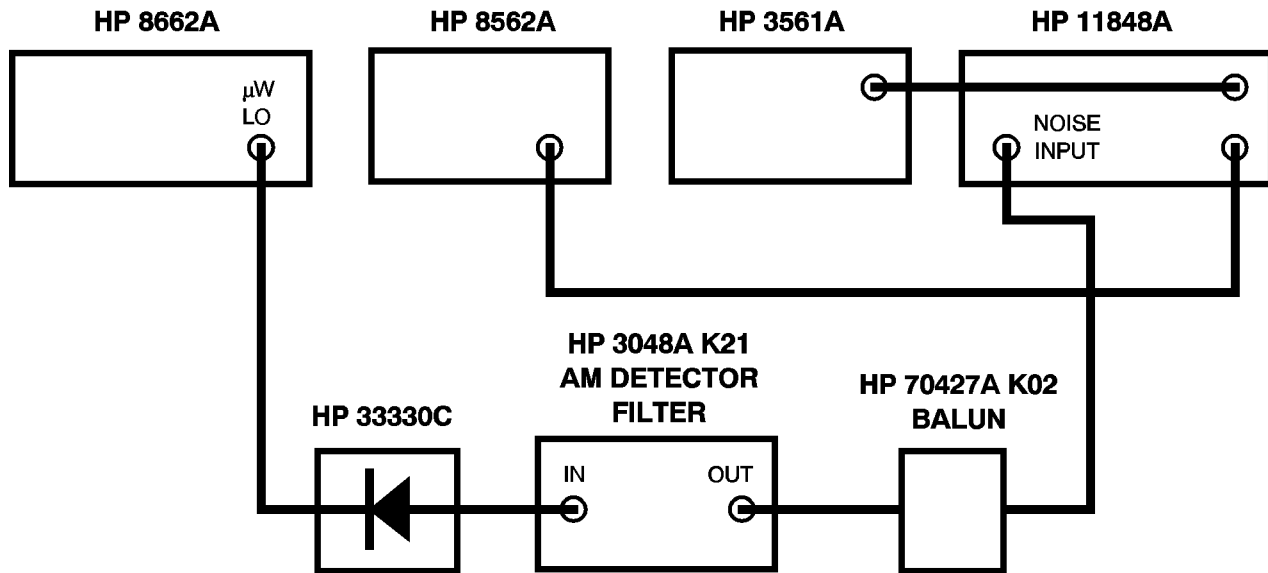 HP 8662A
HP 8562A
HP 3561A
HP 11848A
µW
LO
NOISE
INPUT
HP 3048A K21
AM DETECTOR
FILTER
HP 70427A K02
BALUN
HP 33330C
IN
OUT